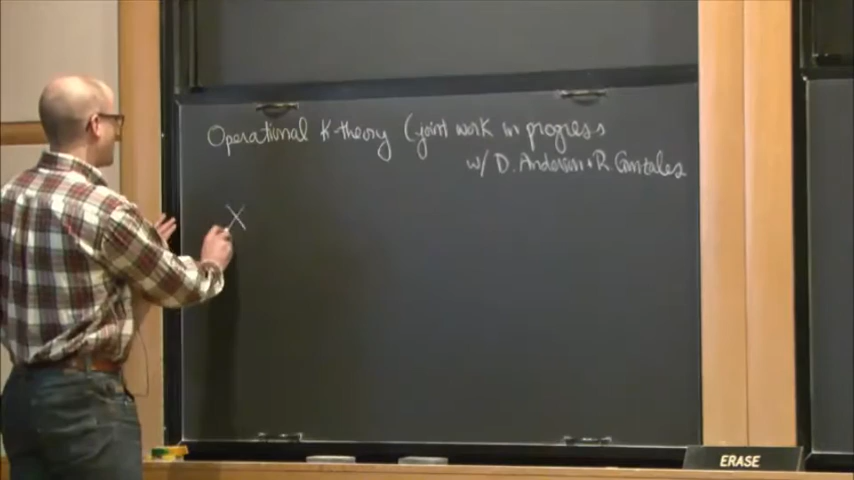 Operational K-theory (joint work in progress
w/ D. Anderson + R. Gonzales
X
ERASE